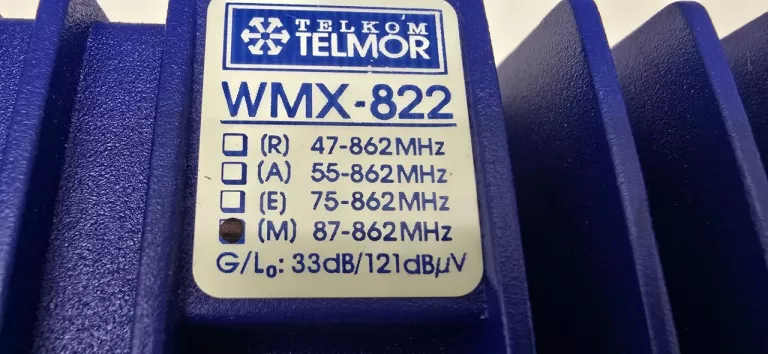 TELKOM
TELMOR
WMX-822
(R) 47-862MHz
(A) 55-862MHz
(E) 75-862MHz
(M) 87-862MHz
G/L₀: 33dB/121dBµV